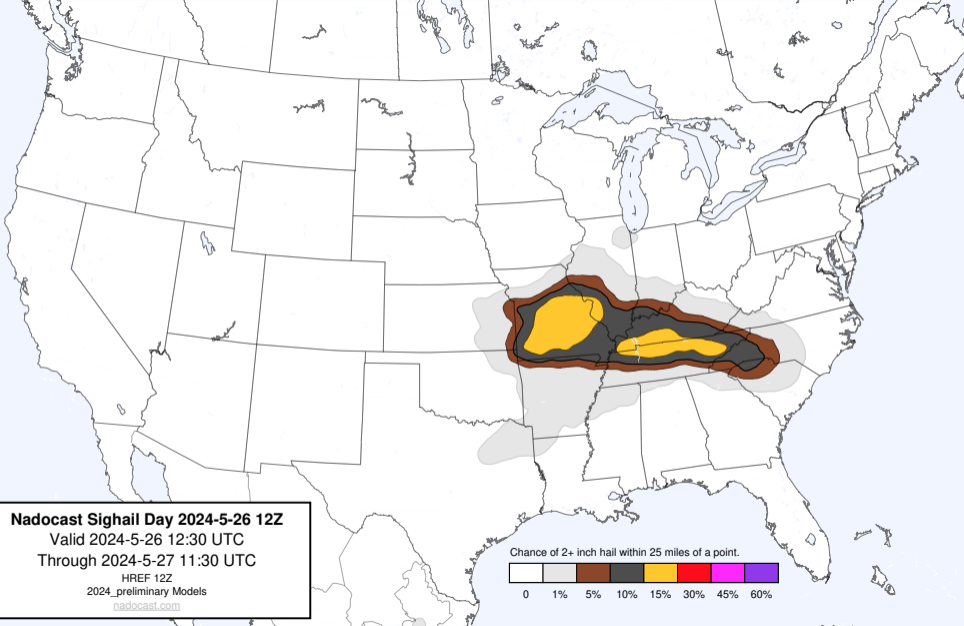 Nadocast Sighail Day 2024-5-26 12Z
Valid 2024-5-26 12:30 UTC
Through 2024-5-27 11:30 UTC
HREF 12Z
2024_preliminary Models
nadocast.com
Chance of 2+ inch hail within 25 miles of a point.
0 1% 5% 10% 15% 30% 45% 60%